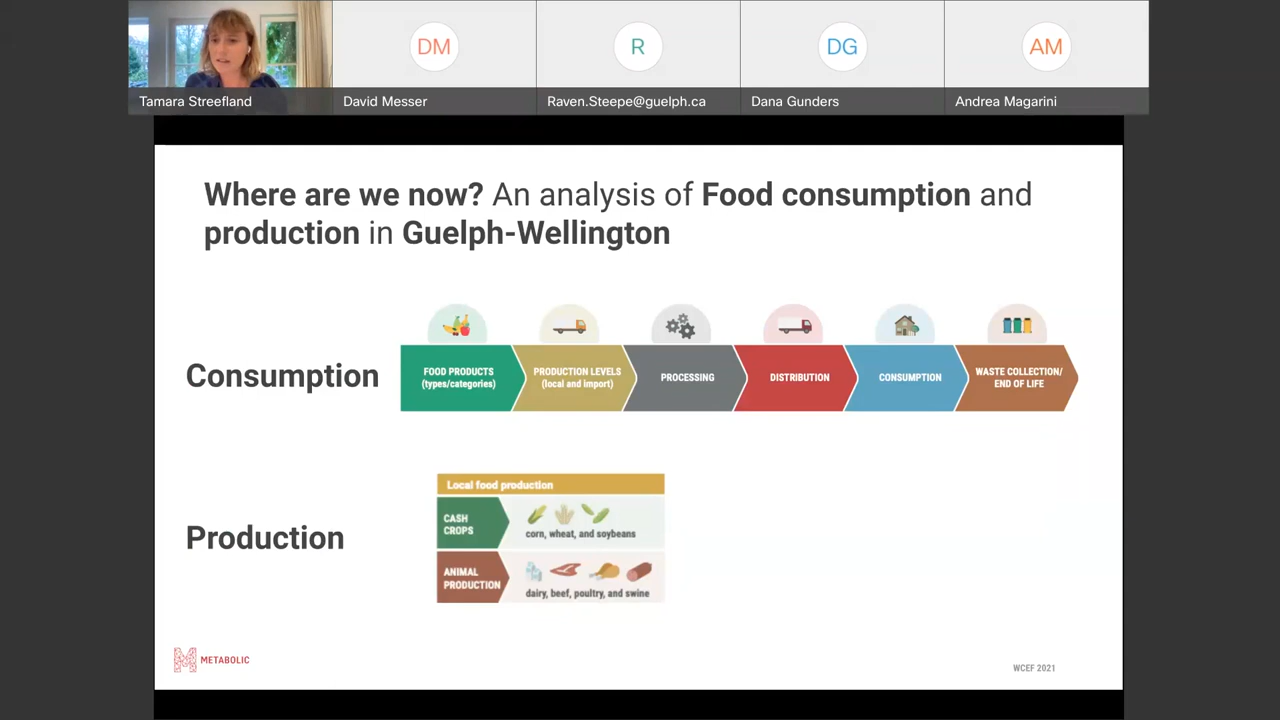 DM
R
DG
AM
Tamara Streefland
David Messer
Raven.Steepe@guelph.ca
Dana Gunders
Andrea Magarini
Where are we now? An analysis of Food consumption and
production in Guelph-Wellington
Consumption
FOOD PRODUCTS
(types/categories)
PRODUCTION LEVELS
(local and import)
PROCESSING
DISTRIBUTION
CONSUMPTION
WASTE COLLECTION/
END OF LIFE
Production
Local food production
CASH
CROPS
corn, wheat, and soybeans
ANIMAL
PRODUCTION
dairy, beef, poultry, and swine
METABOLIC
WCEF 2021